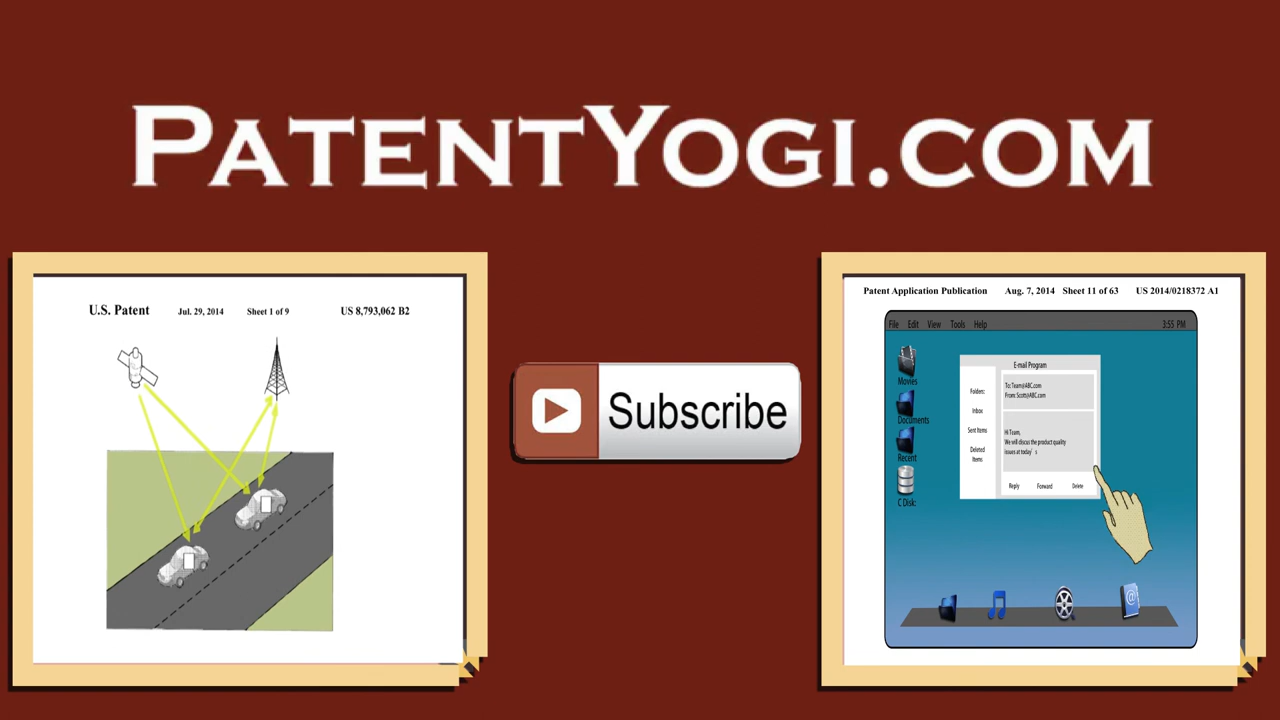 PATENTYOGI.COM
U.S. Patent Jul. 29, 2014 Sheet 1 of 9 US 8,793,062 B2
Subscribe
Patent Application Publication Aug. 7, 2014 Sheet 11 of 63 US 2014/0218372 A1
File Edit View Tools Help 3:55 PM
Movies
Documents
Recent
C Disk:
E-mail Program
Folders:
Inbox
Sent Items
Deleted
Items
To: Team@ABC.com
From: Scott@ABC.com
Hi Team,
We will discus the product quality
issues at today' s
Reply Forward Delete
@